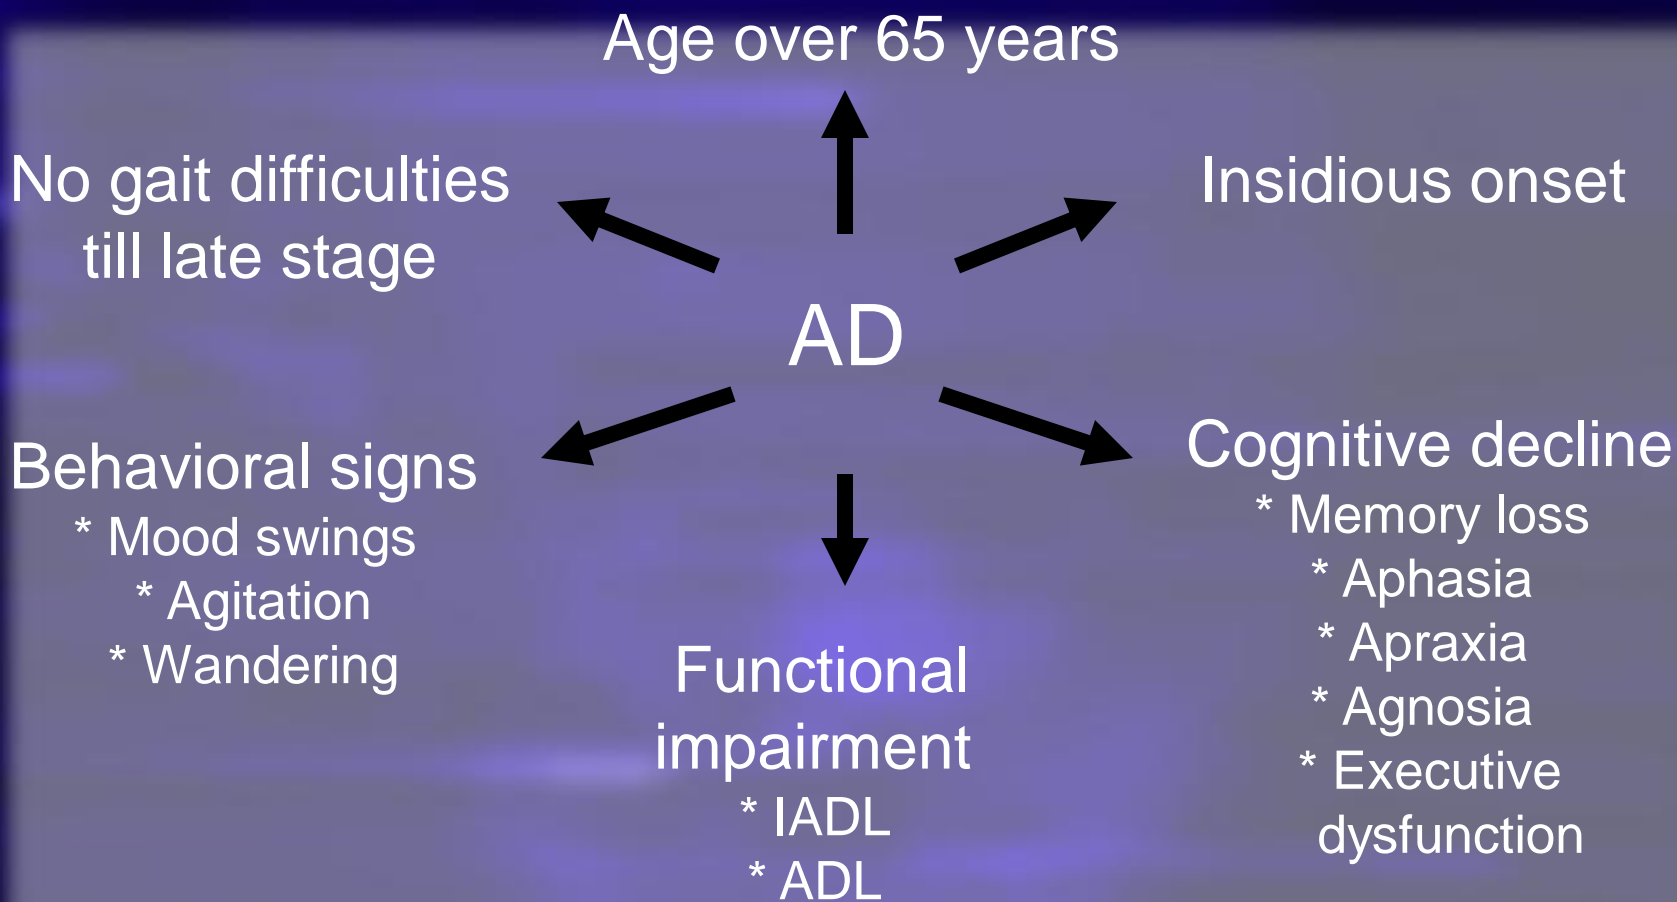 Age over 65 years
No gait difficulties
till late stage
Insidious onset
AD
Behavioral signs
* Mood swings
* Agitation
* Wandering
Functional
impairment
* IADL
* ADL
Cognitive decline
* Memory loss
* Aphasia
* Apraxia
* Agnosia
* Executive
dysfunction